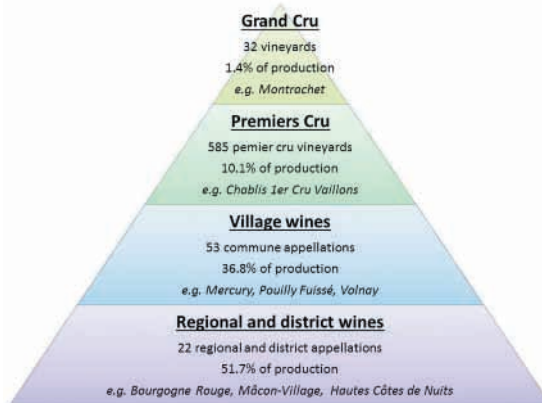 Grand Cru
32 vineyards
1.4% of production
e.g. Montrachet
Premiers Cru
585 pemier cru vineyards
10.1% of production
e.g. Chablis 1er Cru Vaillons
Village wines
53 commune appellations
36.8% of production
e.g. Mercury, Pouilly Fuissé, Volnay
Regional and district wines
22 regional and district appellations
51.7% of production
e.g. Bourgogne Rouge, Mâcon-Village, Hautes Côtes de Nuits